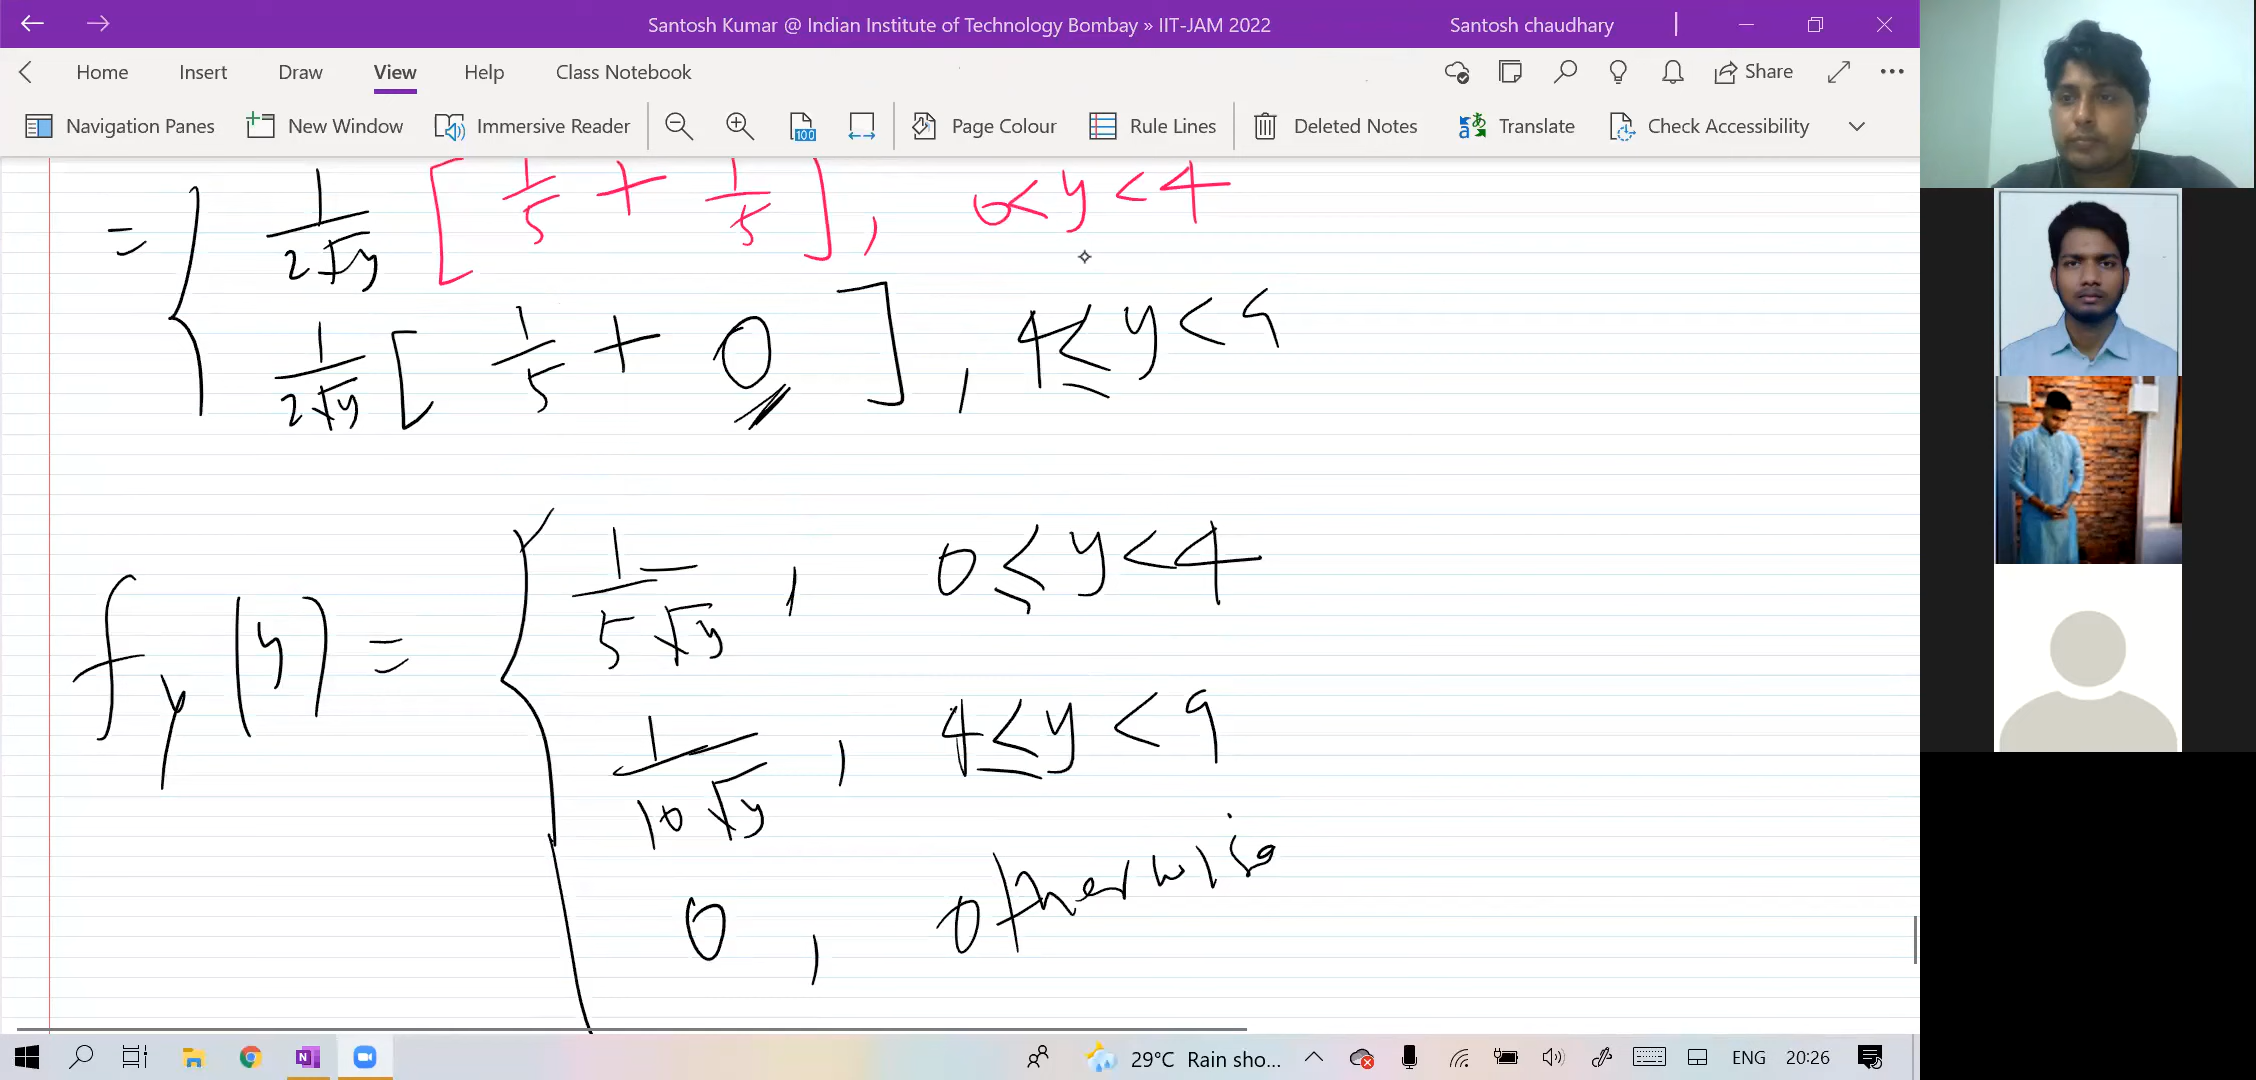 Santosh Kumar @ Indian Institute of Technology Bombay » IIT-JAM 2022 Santosh chaudhary
Home Insert Draw View Help Class Notebook Share
Navigation Panes New Window Immersive Reader 100 Page Colour Rule Lines Deleted Notes Translate Check Accessibility
= { 1/(2√y) [ 1/5 + 1/5 ] , 0 < y < 4
1/(2√y) [ 1/5 + 0 ] , 4 ≤ y < 9
f_Y(y) = { 1/(5√y) , 0 ≤ y < 4
1/(10√y) , 4 ≤ y < 9
0 , otherwise
29°C Rain sho... ENG 20:26